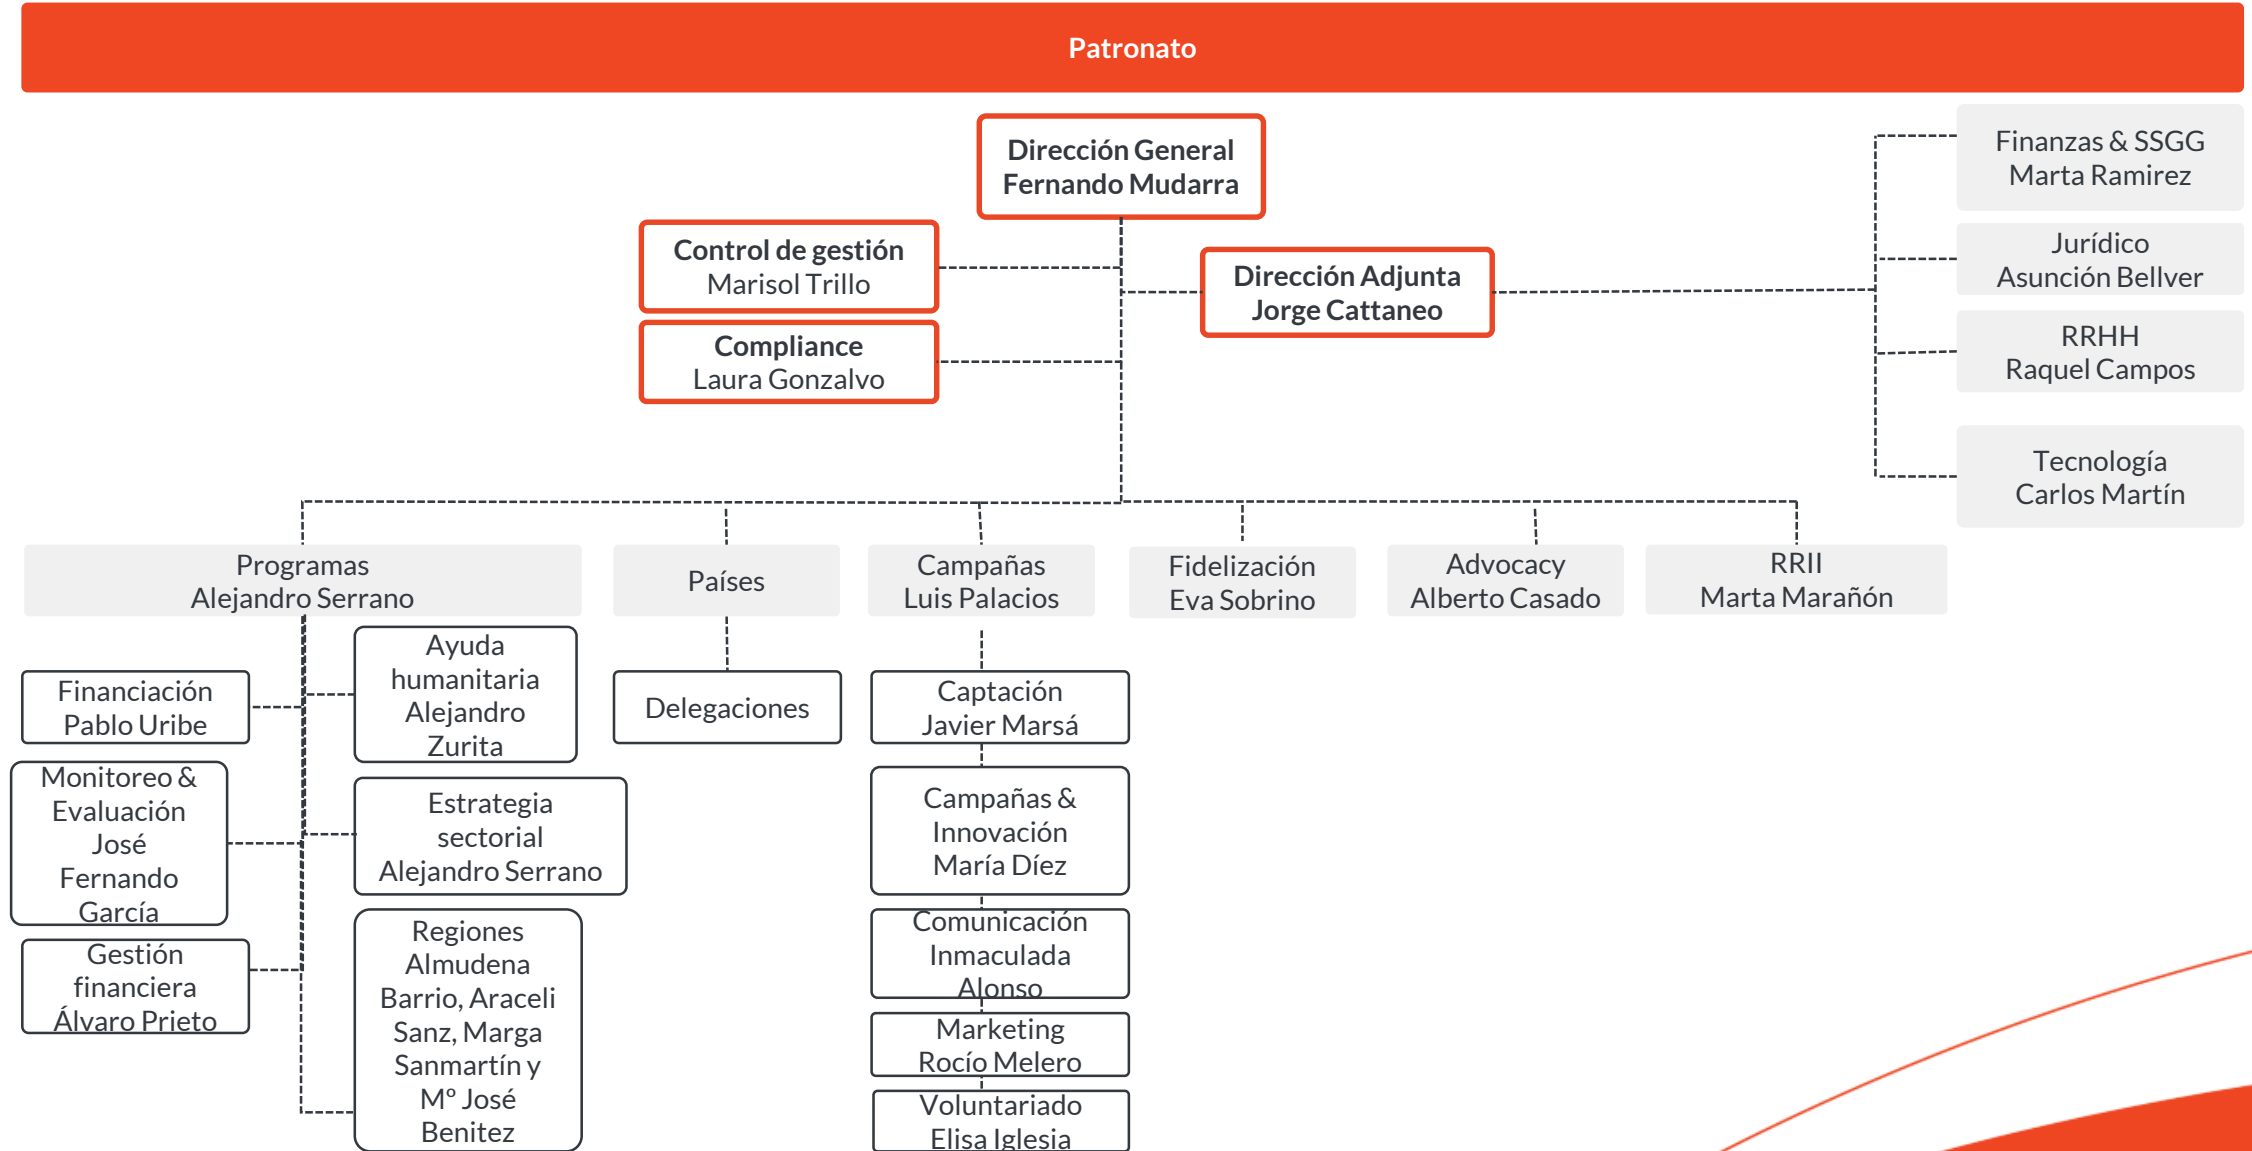 Patronato
Dirección General
Fernando Mudarra
Control de gestión
Marisol Trillo
Compliance
Laura Gonzalvo
Dirección Adjunta
Jorge Cattaneo
Finanzas & SSGG
Marta Ramirez
Jurídico
Asunción Bellver
RRHH
Raquel Campos
Tecnología
Carlos Martín
Programas
Alejandro Serrano
Países
Campañas
Luis Palacios
Fidelización
Eva Sobrino
Advocacy
Alberto Casado
RRII
Marta Marañón
Financiación
Pablo Uribe
Monitoreo &
Evaluación
José
Fernando
García
Gestión
financiera
Álvaro Prieto
Ayuda
humanitaria
Alejandro
Zurita
Estrategia
sectorial
Alejandro Serrano
Regiones
Almudena
Barrio, Araceli
Sanz, Marga
Sanmartín y
Mº José
Benitez
Delegaciones
Captación
Javier Marsá
Campañas &
Innovación
María Díez
Comunicación
Inmaculada
Alonso
Marketing
Rocío Melero
Voluntariado
Elisa Iglesia